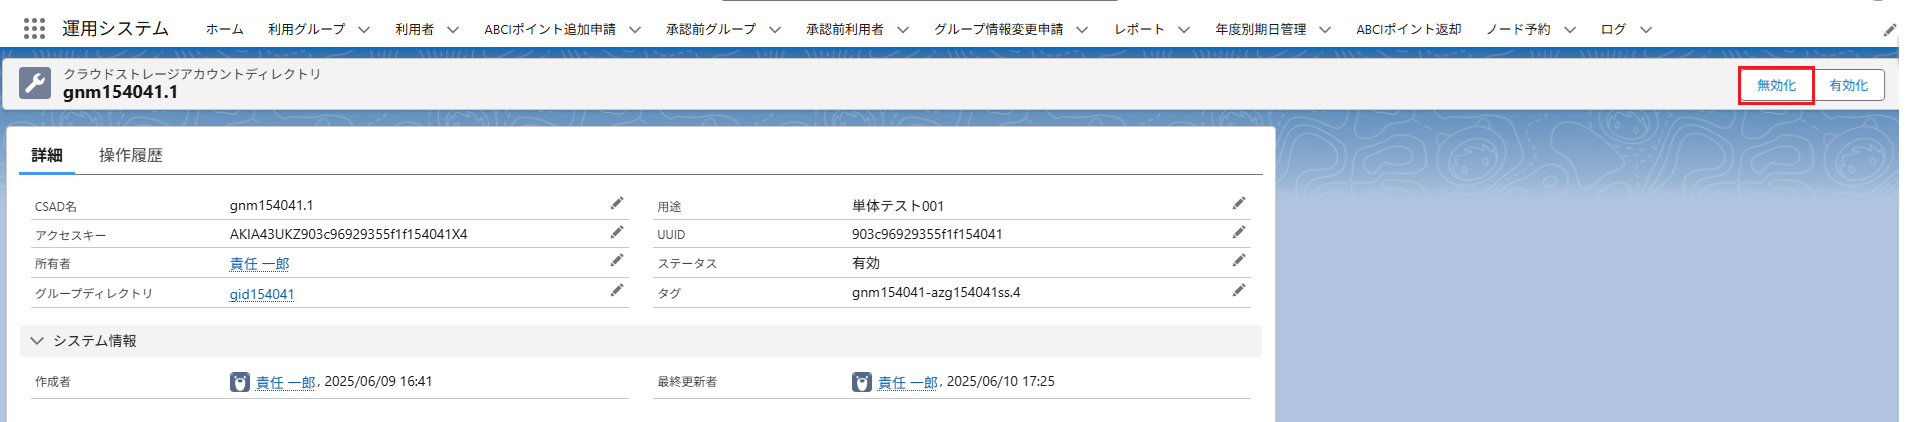 運用システム ホーム 利用グループ 利用者 ABCIポイント追加申請 承認前グループ 承認前利用者 グループ情報変更申請 レポート 年度別期日管理 ABCIポイント返却 ノード予約 ログ
クラウドストレージアカウントディレクトリ
gnm154041.1
無効化 有効化
詳細 操作履歴
CSAD名 gnm154041.1 用途 単体テスト001
アクセスキー AKIA43UKZ903c96929355f1f154041X4 UUID 903c96929355f1f154041
所有者 責任 一郎 ステータス 有効
グループディレクトリ gid154041 タグ gnm154041-azg154041ss.4
システム情報
作成者 責任 一郎, 2025/06/09 16:41 最終更新者 責任 一郎, 2025/06/10 17:25